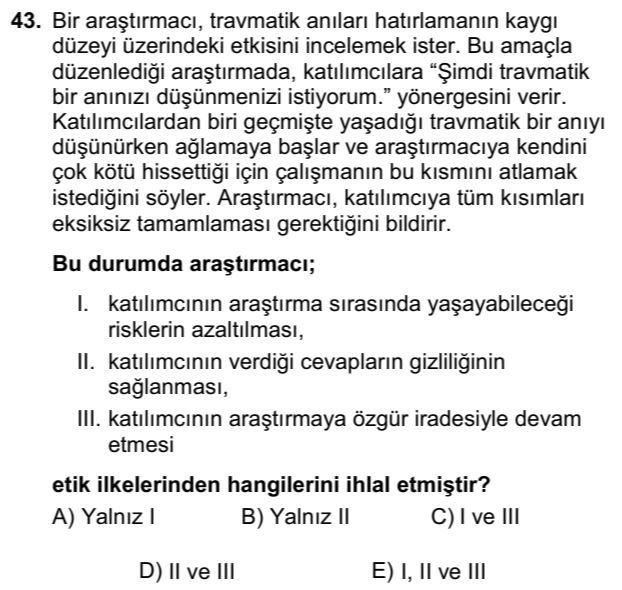 43. Bir araştırmacı, travmatik anıları hatırlamanın kaygı
düzeyi üzerindeki etkisini incelemek ister. Bu amaçla
düzenlediği araştırmada, katılımcılara “Şimdi travmatik
bir anınızı düşünmenizi istiyorum.” yönergesini verir.
Katılımcılardan biri geçmişte yaşadığı travmatik bir anıyı
düşünürken ağlamaya başlar ve araştırmacıya kendini
çok kötü hissettiği için çalışmanın bu kısmını atlamak
istediğini söyler. Araştırmacı, katılımcıya tüm kısımları
eksiksiz tamamlaması gerektiğini bildirir.
Bu durumda araştırmacı;
I. katılımcının araştırma sırasında yaşayabileceği
risklerin azaltılması,
II. katılımcının verdiği cevapların gizliliğinin
sağlanması,
III. katılımcının araştırmaya özgür iradesiyle devam
etmesi
etik ilkelerinden hangilerini ihlal etmiştir?
A) Yalnız I B) Yalnız II C) I ve III
D) II ve III E) I, II ve III